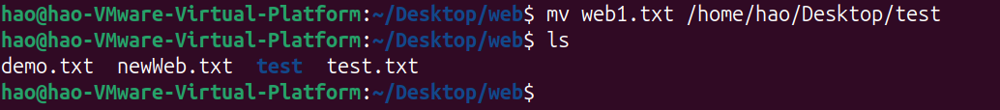 hao@hao-VMware-Virtual-Platform:~/Desktop/web$ mv web1.txt /home/hao/Desktop/test
hao@hao-VMware-Virtual-Platform:~/Desktop/web$ ls
demo.txt  newWeb.txt  test  test.txt
hao@hao-VMware-Virtual-Platform:~/Desktop/web$